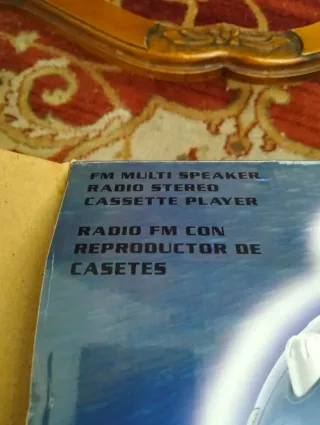 FM MULTI SPEAKER
RADIO STEREO
CASSETTE PLAYER
RADIO FM CON
REPRODUCTOR DE
CASETES